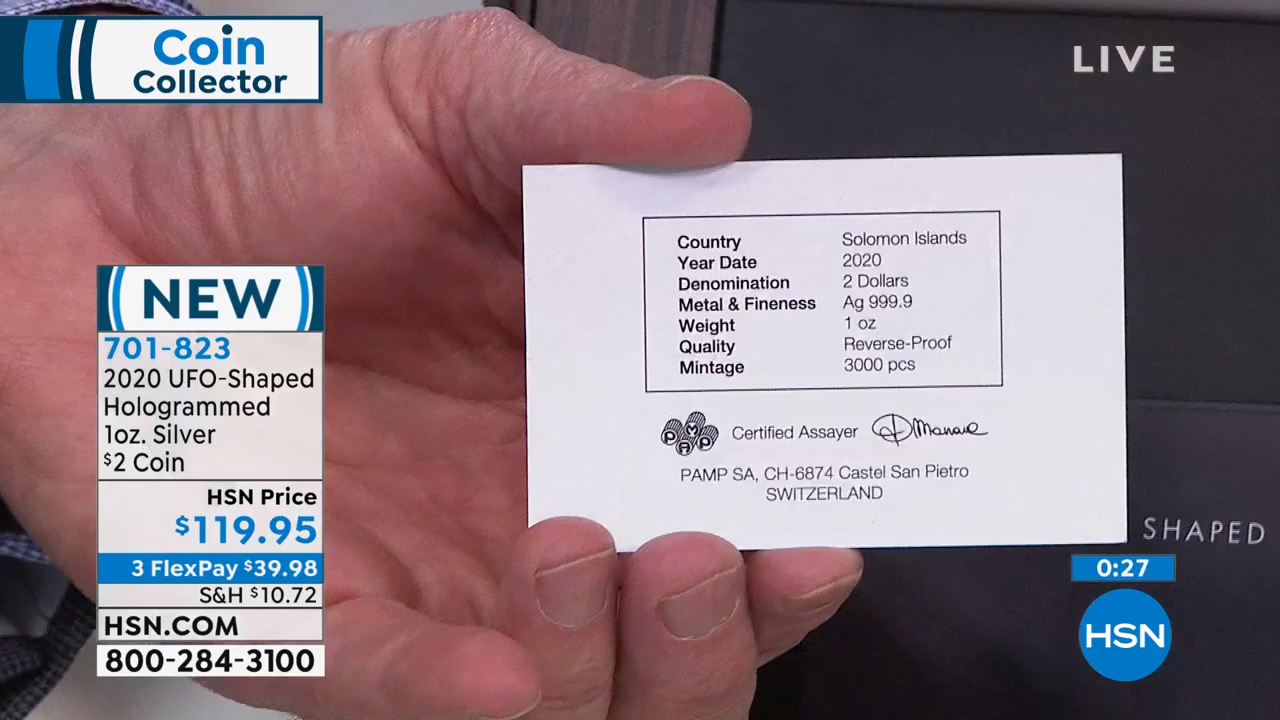 Coin
Collector
LIVE
NEW
701-823
2020 UFO-Shaped
Hologrammed
1oz. Silver
$2 Coin
HSN Price
$119.95
3 FlexPay $39.98
S&H $10.72
HSN.COM
800-284-3100
Country Solomon Islands
Year Date 2020
Denomination 2 Dollars
Metal & Fineness Ag 999.9
Weight 1 oz
Quality Reverse-Proof
Mintage 3000 pcs
PAMP Certified Assayer
PAMP SA, CH-6874 Castel San Pietro
SWITZERLAND
SHAPED
0:27
HSN